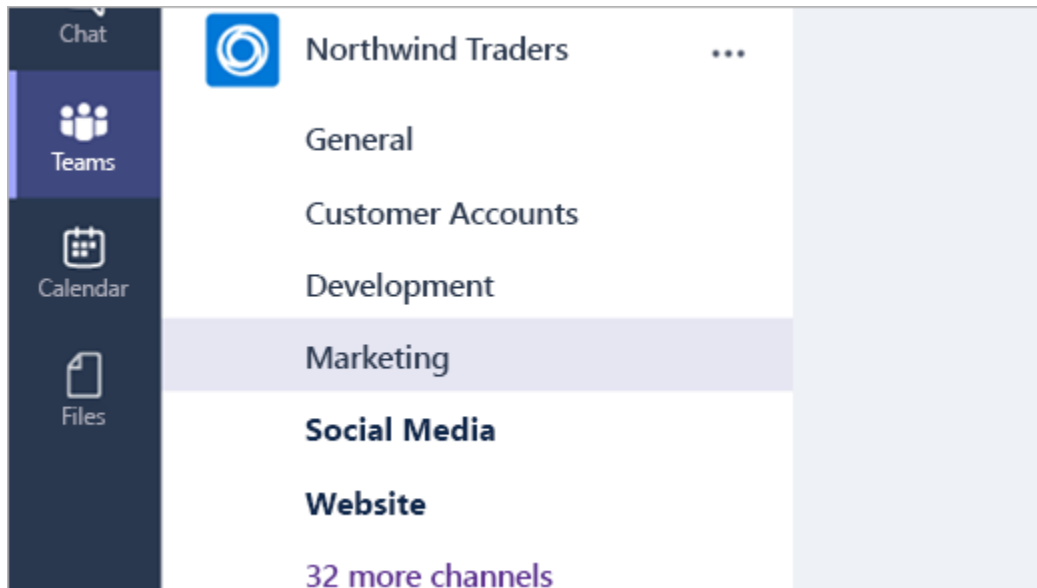 Chat
Teams
Calendar
Files
Northwind Traders
General
Customer Accounts
Development
Marketing
Social Media
Website
32 more channels